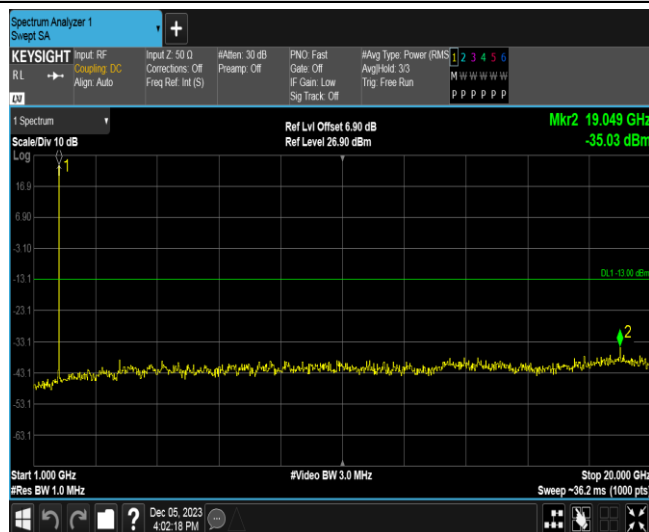 Spectrum Analyzer 1
Swept SA
+
KEYSIGHT
RL
LXI
Input: RF
Coupling: DC
Align: Auto
Input Z: 50 Ω
Corrections: Off
Freq Ref: Int (S)
#Atten: 30 dB
Preamp: Off
PNO: Fast
Gate: Off
IF Gain: Low
Sig Track: Off
#Avg Type: Power (RMS
Avg|Hold: 3/3
Trig: Free Run
1 2 3 4 5 6
M W W W W W
P P P P P P
1 Spectrum
Scale/Div 10 dB
Log
Ref Lvl Offset 6.90 dB
Ref Level 26.90 dBm
Mkr2 19.049 GHz
-35.03 dBm
1
16.9
6.90
-3.10
-13.1
DL1 -13.00 dBm
-23.1
-33.1
2
-43.1
-53.1
-63.1
Start 1.000 GHz
#Res BW 1.0 MHz
#Video BW 3.0 MHz
Stop 20.000 GHz
Sweep ~36.2 ms (1000 pts)
?
Dec 05, 2023
4:02:18 PM